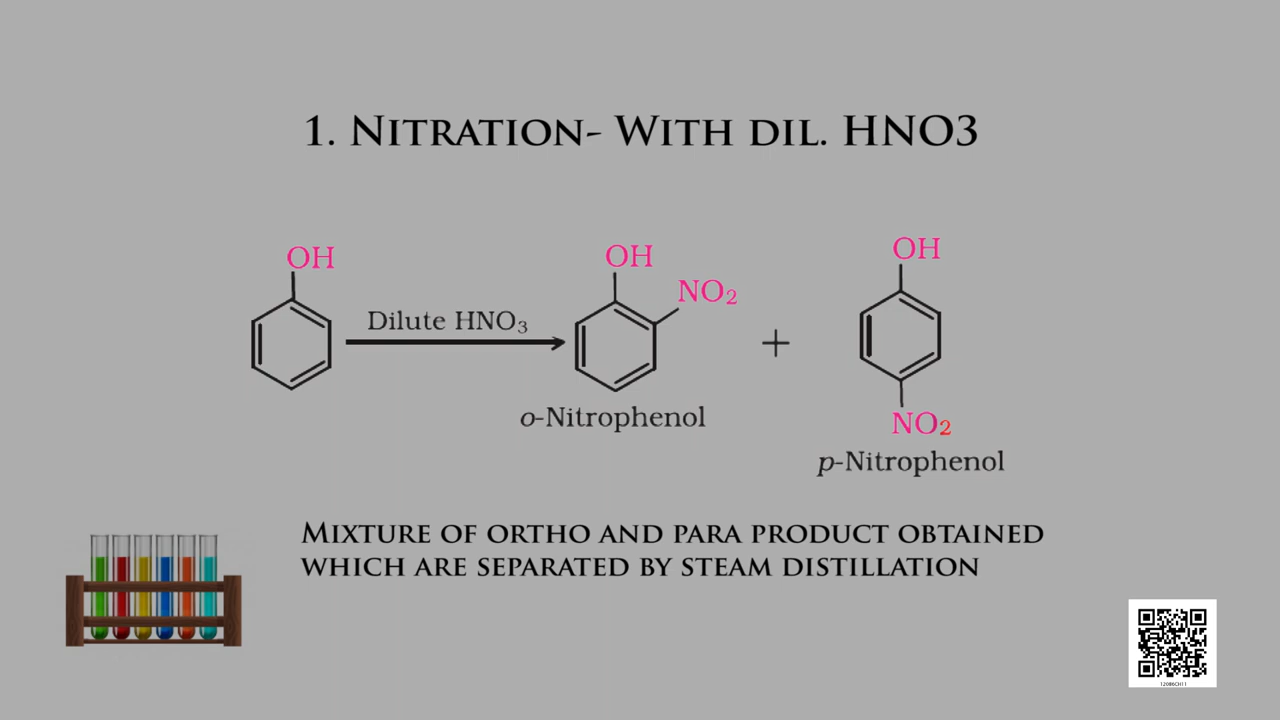 1. NITRATION- WITH DIL. HNO3
OH
Dilute HNO₃
OH
NO₂
o-Nitrophenol
+
OH
NO₂
p-Nitrophenol
MIXTURE OF ORTHO AND PARA PRODUCT OBTAINED
WHICH ARE SEPARATED BY STEAM DISTILLATION